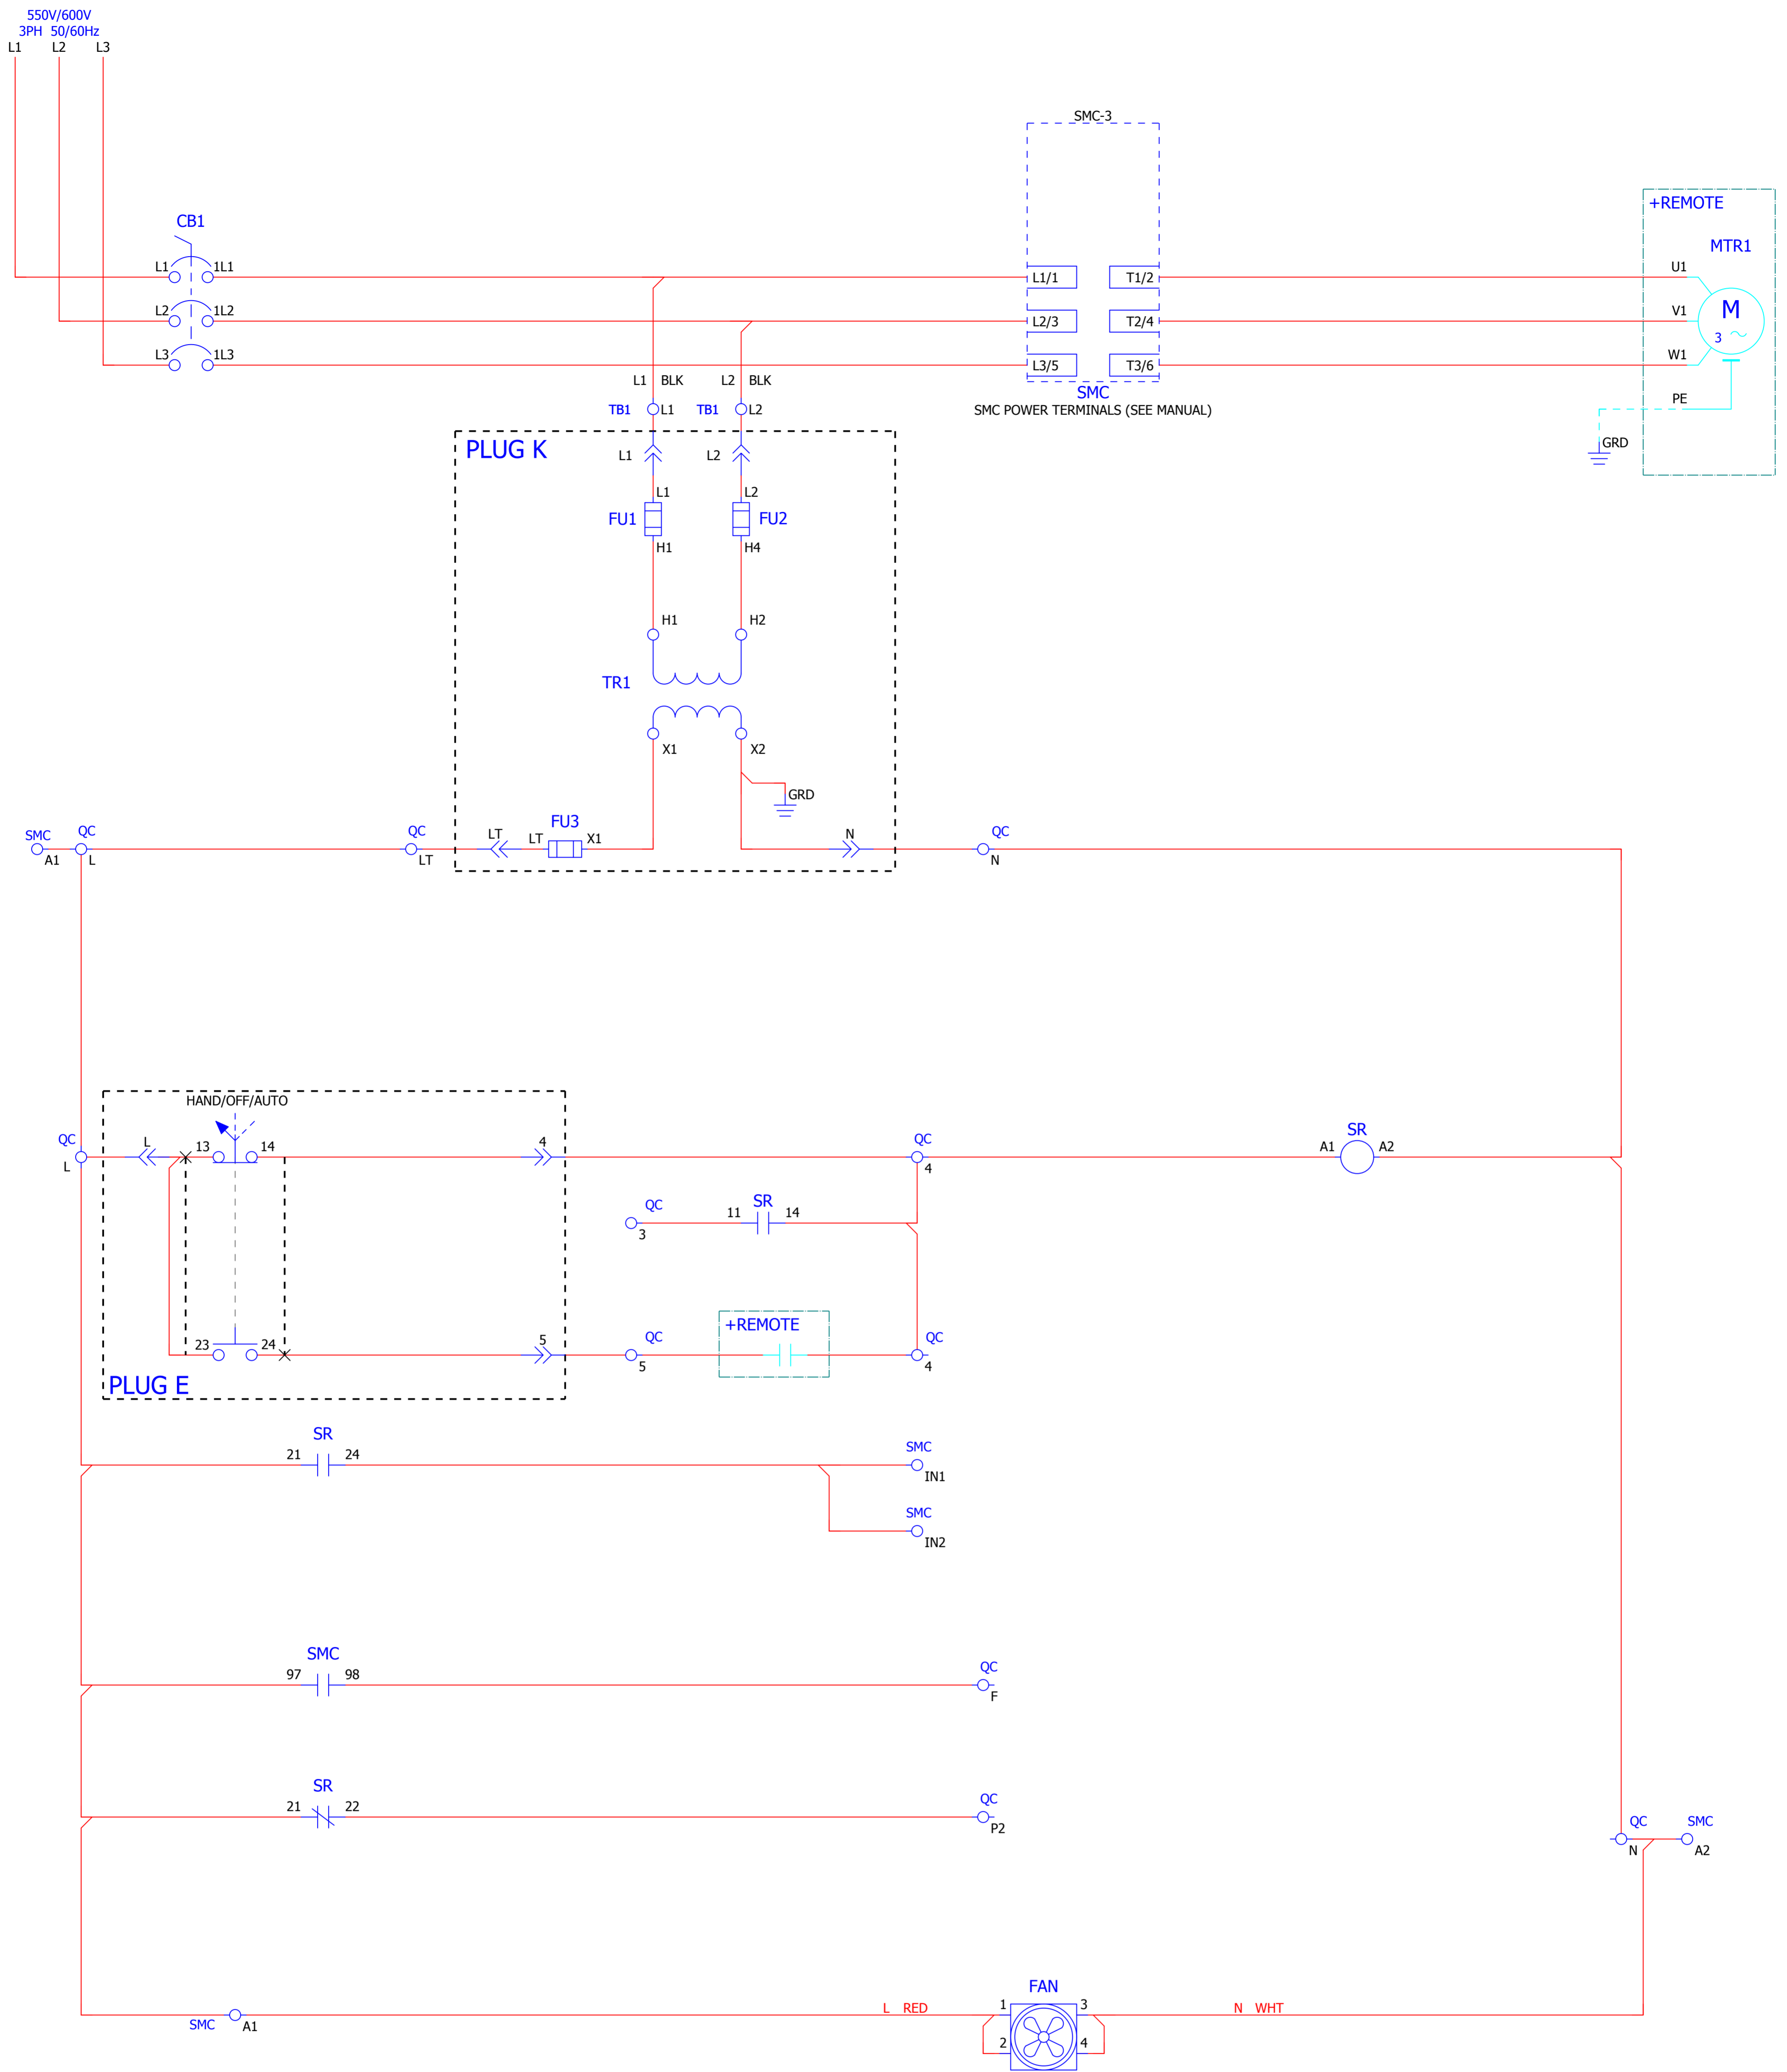 550V/600V
3PH 50/60Hz
L1 L2 L3
SMC-3
+REMOTE
CB1
MTR1
L1 1L1 L1/1 T1/2 U1
L2 1L2 L2/3 T2/4 V1
M
3
L3 1L3 L3/5 T3/6 W1
L1 BLK L2 BLK
SMC
PE
TB1 L1 TB1 L2
SMC POWER TERMINALS (SEE MANUAL)
GRD
PLUG K
L1 L2
L1 L2
FU1 FU2
H1 H4
H1 H2
TR1
X1 X2
GRD
SMC QC QC LT FU3 N QC
LT X1
A1 L LT N
HAND/OFF/AUTO
QC L 13 14 4 QC A1 SR A2
L 4
QC 11 SR 14
3
+REMOTE
23 24 5 QC QC
5 4
PLUG E
SR
21 24 SMC
IN1
SMC
IN2
SMC
97 98 QC
F
SR
21 22 QC
P2
QC SMC
N A2
FAN
L RED 1 3 N WHT
SMC A1
2 4